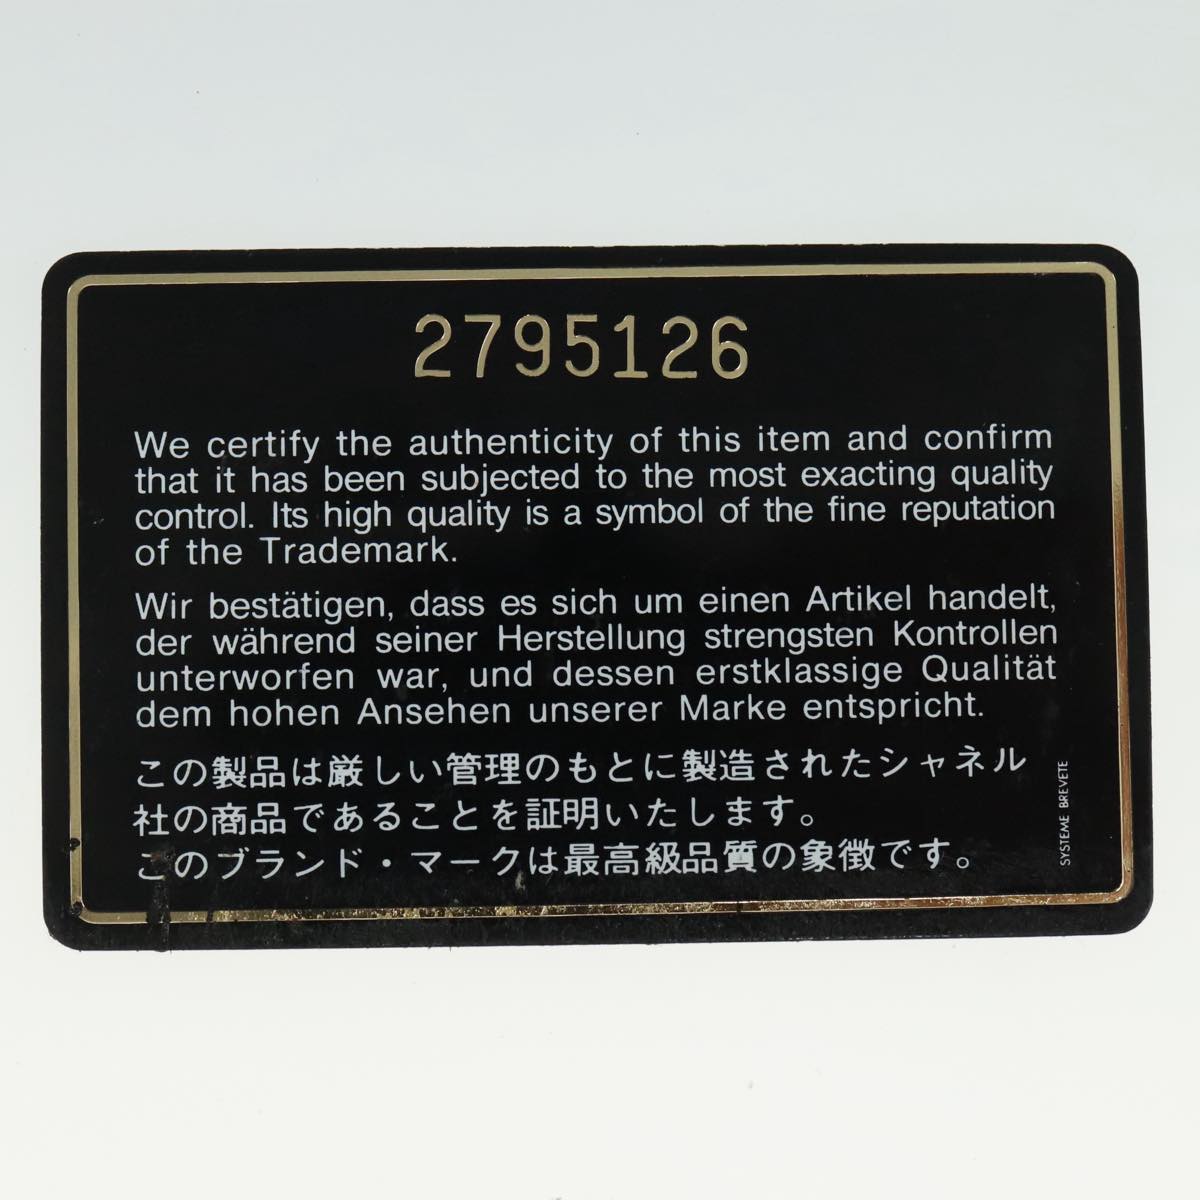 2795126
We certify the authenticity of this item and confirm
that it has been subjected to the most exacting quality
control. Its high quality is a symbol of the fine reputation
of the Trademark.
Wir bestätigen, dass es sich um einen Artikel handelt,
der während seiner Herstellung strengsten Kontrollen
unterworfen war, und dessen erstklassige Qualität
dem hohen Ansehen unserer Marke entspricht.
この製品は厳しい管理のもとに製造されたシャネル
社の商品であることを証明いたします。
このブランド・マークは最高級品質の象徴です。
SYSTEME BREVETE